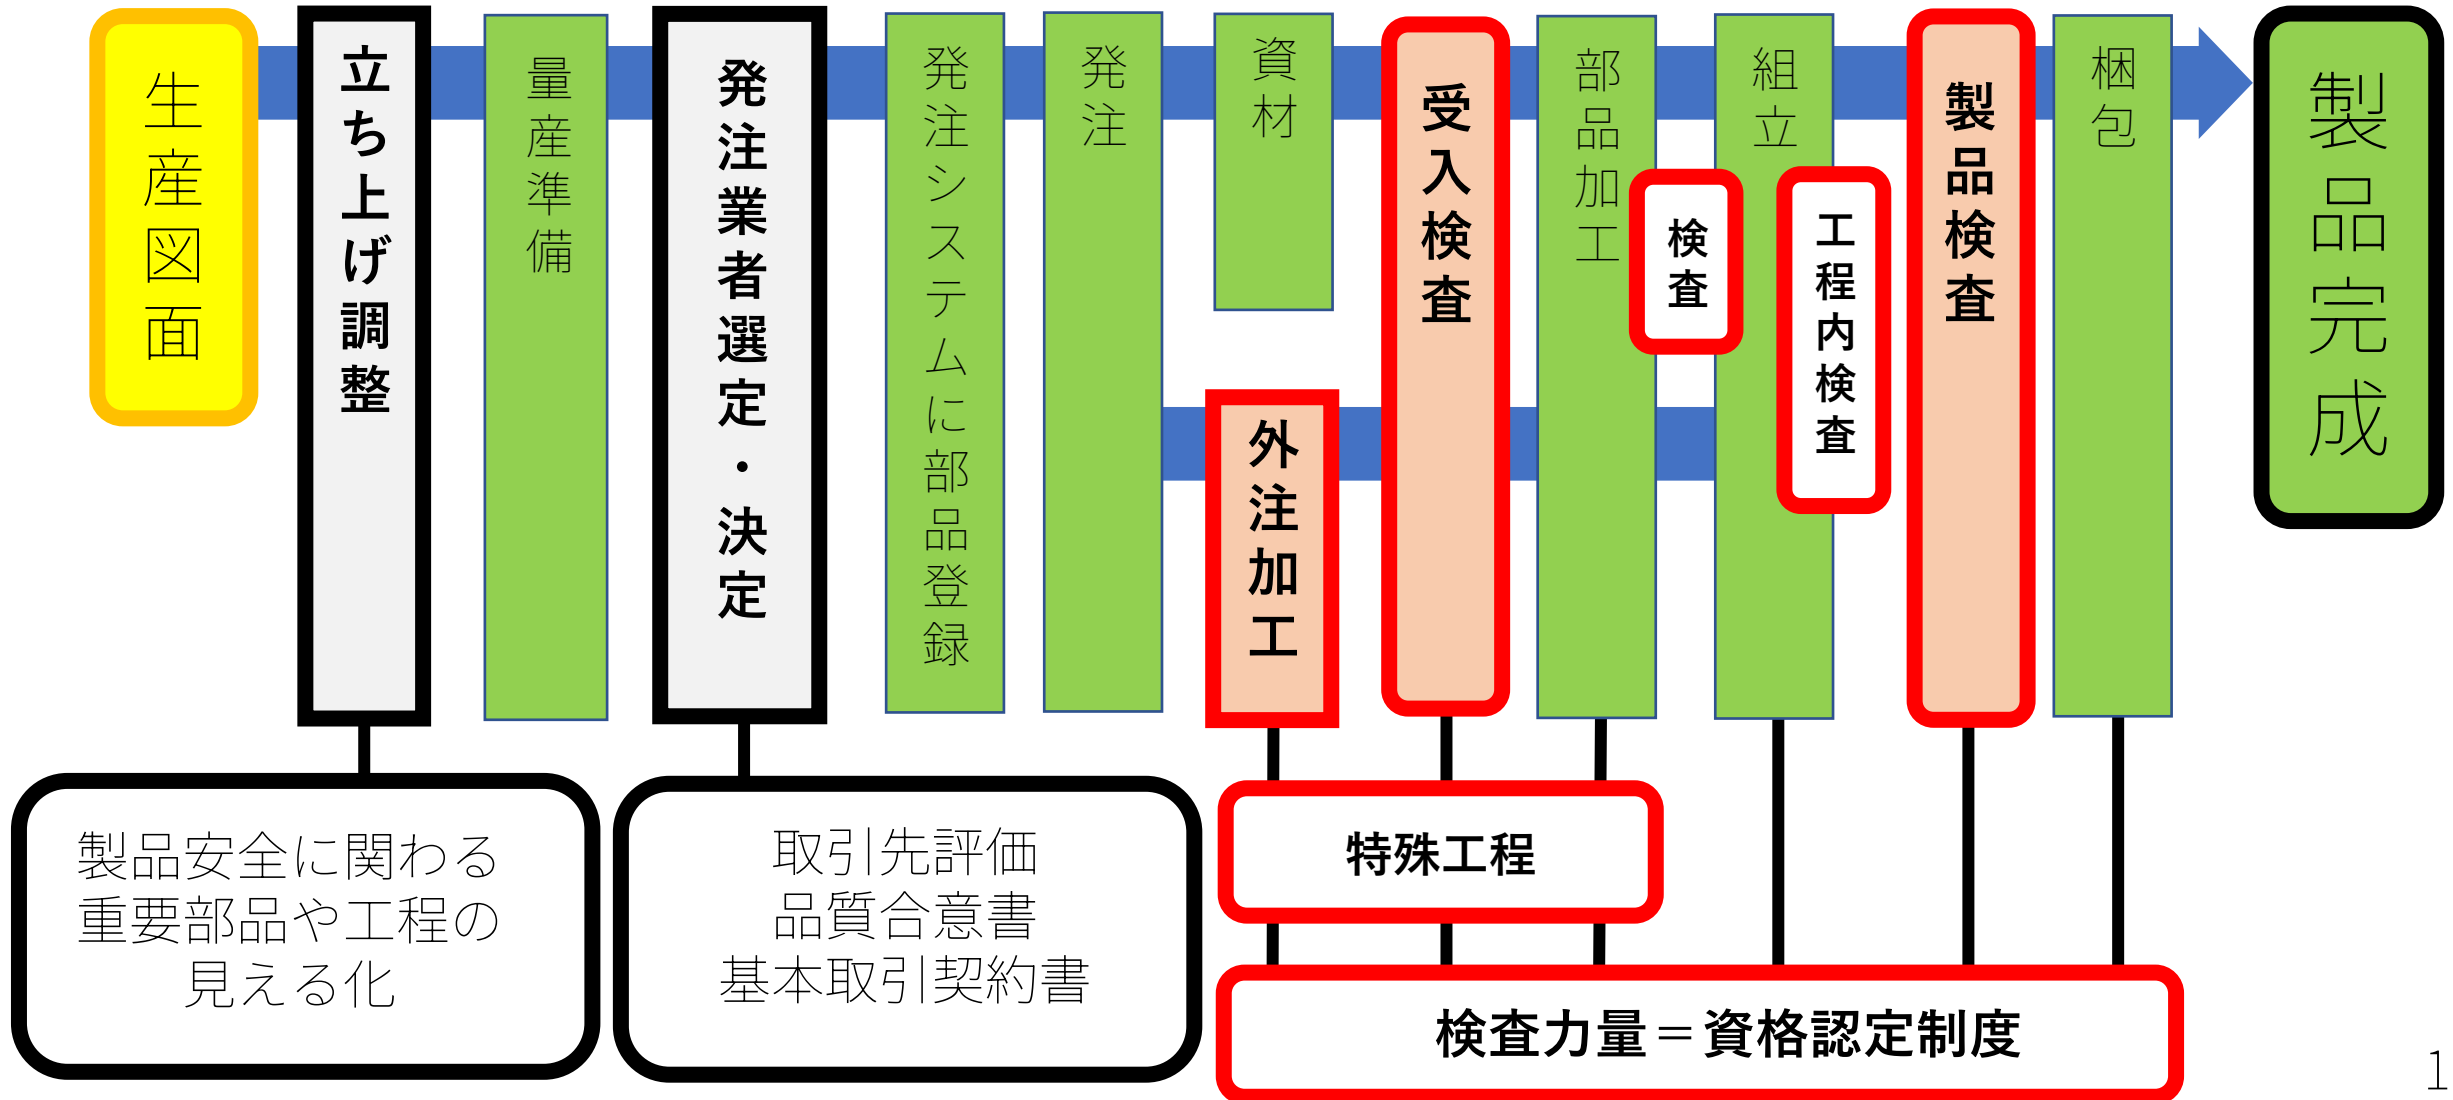 生産図面
立ち上げ調整
量産準備
発注業者選定・決定
発注システムに部品登録
発注
資材
外注加工
受入検査
部品加工
検査
組立
工程内検査
製品検査
梱包
製品完成
製品安全に関わる
重要部品や工程の
見える化
取引先評価
品質合意書
基本取引契約書
特殊工程
検査力量＝資格認定制度
1